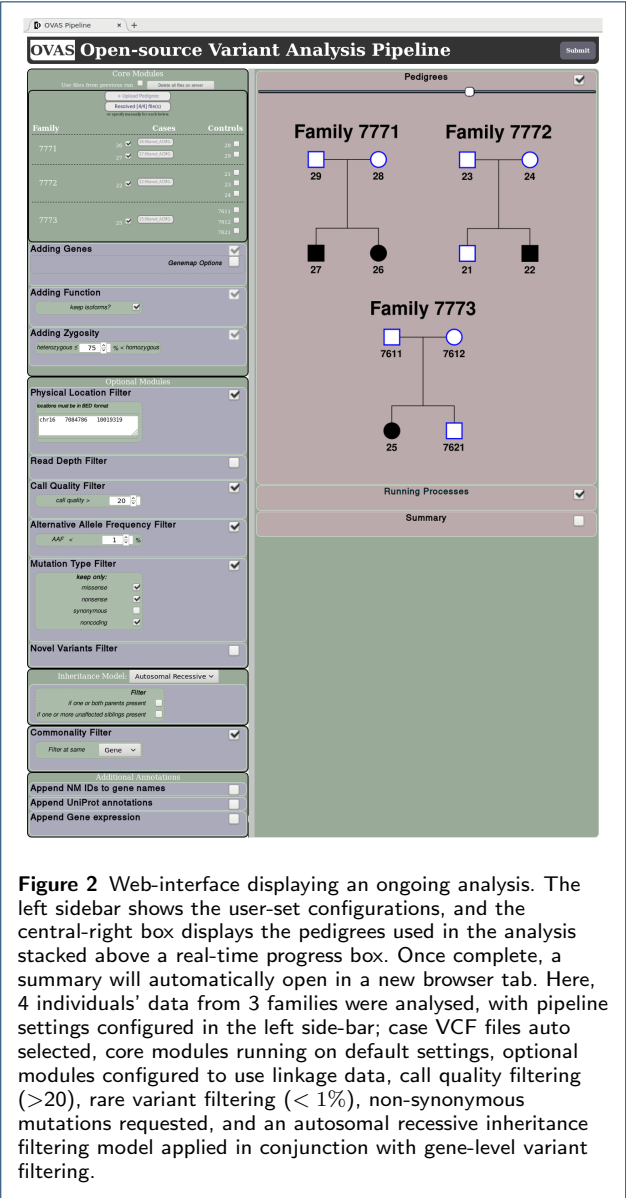 OVAS Pipeline × +
OVAS Open-source Variant Analysis Pipeline Submit
Core Modules
Use files from previous run Delete all files on server
+ Upload Pedigree
Resolved [4/4] file(s)
or specify manually for each below.
Family Cases Controls
7771 26 28
27 29
7772 22 21
23
24
7773 25 7611
7612
7621
Adding Genes
Genemap Options
Adding Function
keep isoforms?
Adding Zygosity
heterozygous ≤ 75 % < homozygous
Optional Modules
Physical Location Filter
locations must be in BED format
chr16 7084786 10019319
Read Depth Filter
Call Quality Filter
call quality > 20
Alternative Allele Frequency Filter
AAF < 1 %
Mutation Type Filter
keep only:
missense
nonsense
synonymous
noncoding
Novel Variants Filter
Inheritance Model: Autosomal Recessive
Filter
if one or both parents present
if one or more unaffected siblings present
Commonality Filter
Filter at same Gene
Additional Annotations
Append NM IDs to gene names
Append UniProt annotations
Append Gene expression
Pedigrees
Family 7771
29 28
27 26
Family 7772
23 24
21 22
Family 7773
7611 7612
25 7621
Running Processes
Summary
Figure 2 Web-interface displaying an ongoing analysis. The
left sidebar shows the user-set configurations, and the
central-right box displays the pedigrees used in the analysis
stacked above a real-time progress box. Once complete, a
summary will automatically open in a new browser tab. Here,
4 individuals' data from 3 families were analysed, with pipeline
settings configured in the left side-bar; case VCF files auto
selected, core modules running on default settings, optional
modules configured to use linkage data, call quality filtering
(>20), rare variant filtering (< 1%), non-synonymous
mutations requested, and an autosomal recessive inheritance
filtering model applied in conjunction with gene-level variant
filtering.